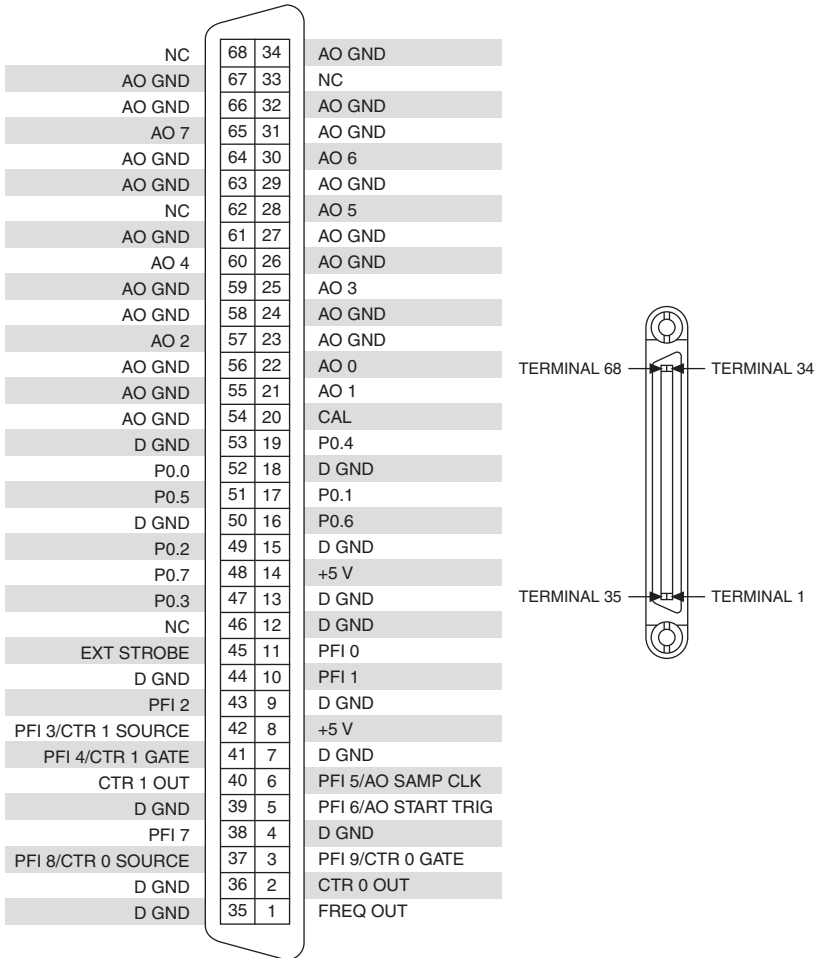 NC 68 34 AO GND
AO GND 67 33 NC
AO GND 66 32 AO GND
AO 7 65 31 AO GND
AO GND 64 30 AO 6
AO GND 63 29 AO GND
NC 62 28 AO 5
AO GND 61 27 AO GND
AO 4 60 26 AO GND
AO GND 59 25 AO 3
AO GND 58 24 AO GND
AO 2 57 23 AO GND
AO GND 56 22 AO 0
AO GND 55 21 AO 1
AO GND 54 20 CAL
D GND 53 19 P0.4
P0.0 52 18 D GND
P0.5 51 17 P0.1
D GND 50 16 P0.6
P0.2 49 15 D GND
P0.7 48 14 +5 V
P0.3 47 13 D GND
NC 46 12 D GND
EXT STROBE 45 11 PFI 0
D GND 44 10 PFI 1
PFI 2 43 9 D GND
PFI 3/CTR 1 SOURCE 42 8 +5 V
PFI 4/CTR 1 GATE 41 7 D GND
CTR 1 OUT 40 6 PFI 5/AO SAMP CLK
D GND 39 5 PFI 6/AO START TRIG
PFI 7 38 4 D GND
PFI 8/CTR 0 SOURCE 37 3 PFI 9/CTR 0 GATE
D GND 36 2 CTR 0 OUT
D GND 35 1 FREQ OUT
TERMINAL 68 TERMINAL 34
TERMINAL 35 TERMINAL 1